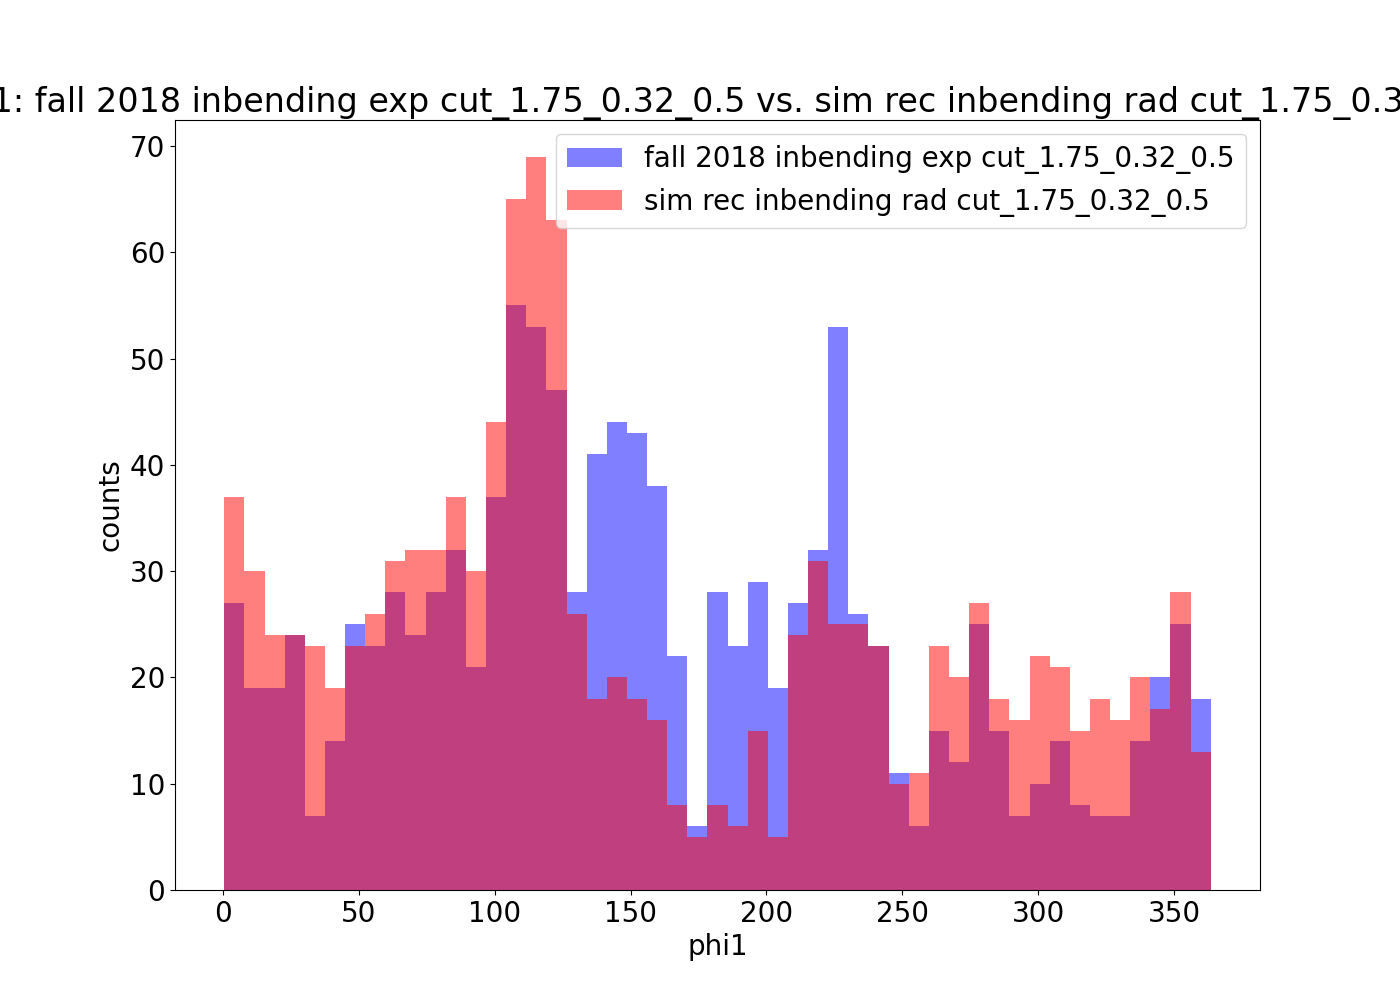 1: fall 2018 inbending exp cut_1.75_0.32_0.5 vs. sim rec inbending rad cut_1.75_0.3
fall 2018 inbending exp cut_1.75_0.32_0.5
sim rec inbending rad cut_1.75_0.32_0.5
70
60
50
40
30
20
10
0
counts
0 50 100 150 200 250 300 350
phi1